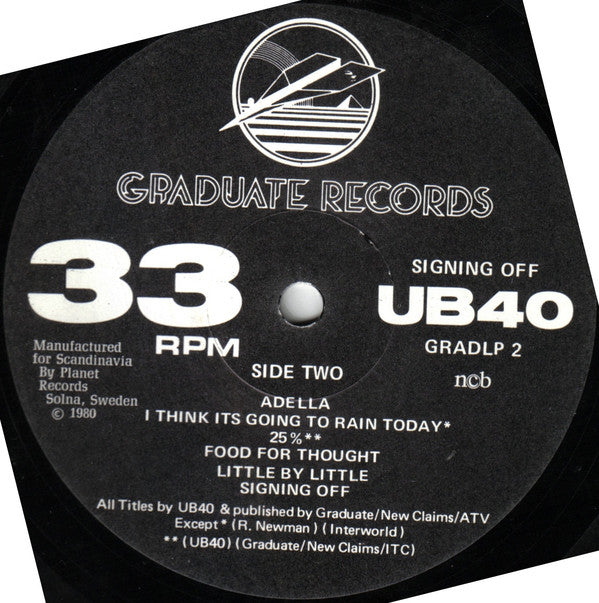 GRADUATE RECORDS
33
RPM
SIGNING OFF
UB40
GRADLP 2
ncb
Manufactured
for Scandinavia
By Planet
Records
Solna, Sweden
© 1980
SIDE TWO
ADELLA
I THINK ITS GOING TO RAIN TODAY*
25%**
FOOD FOR THOUGHT
LITTLE BY LITTLE
SIGNING OFF
All Titles by UB40 & published by Graduate/New Claims/ATV
Except* (R. Newman) (Interworld)
** (UB40) (Graduate/New Claims/ITC)